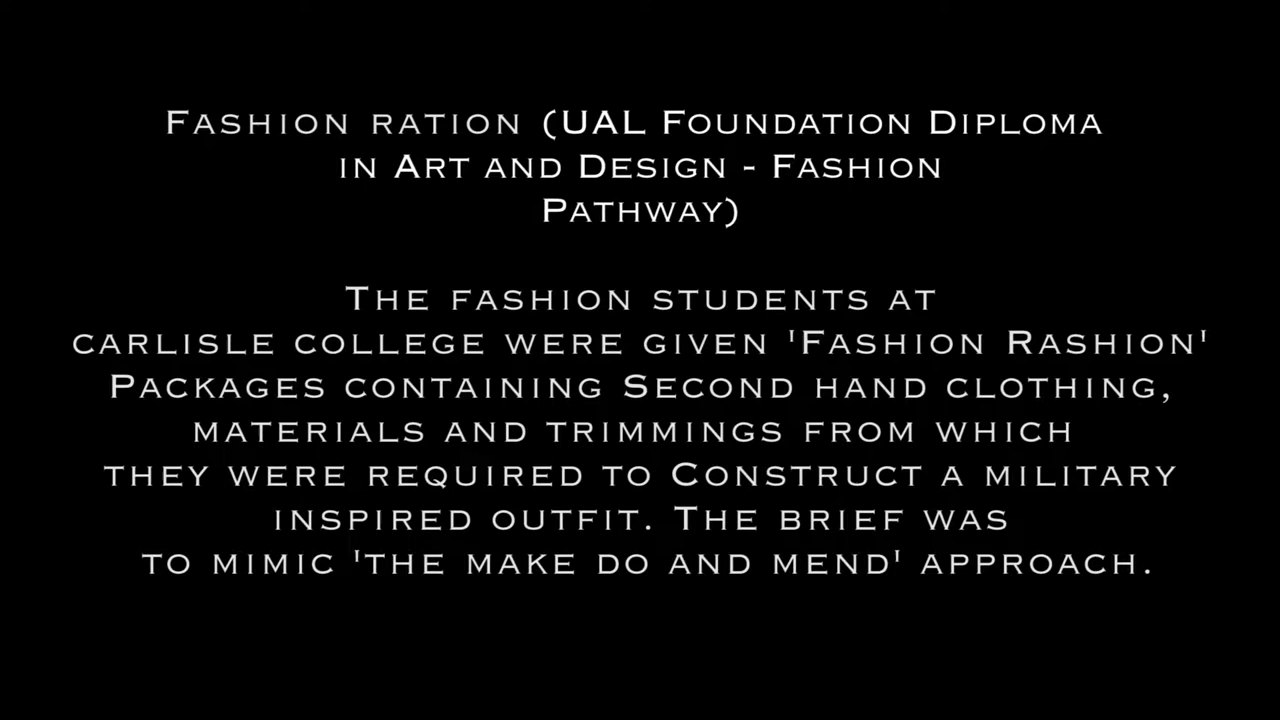 Fashion ration (UAL Foundation Diploma
in Art and Design - Fashion
Pathway)
The fashion students at
carlisle college were given 'Fashion Rashion'
Packages containing Second hand clothing,
materials and trimmings from which
they were required to Construct a military
inspired outfit. The brief was
to mimic 'the make do and mend' approach.